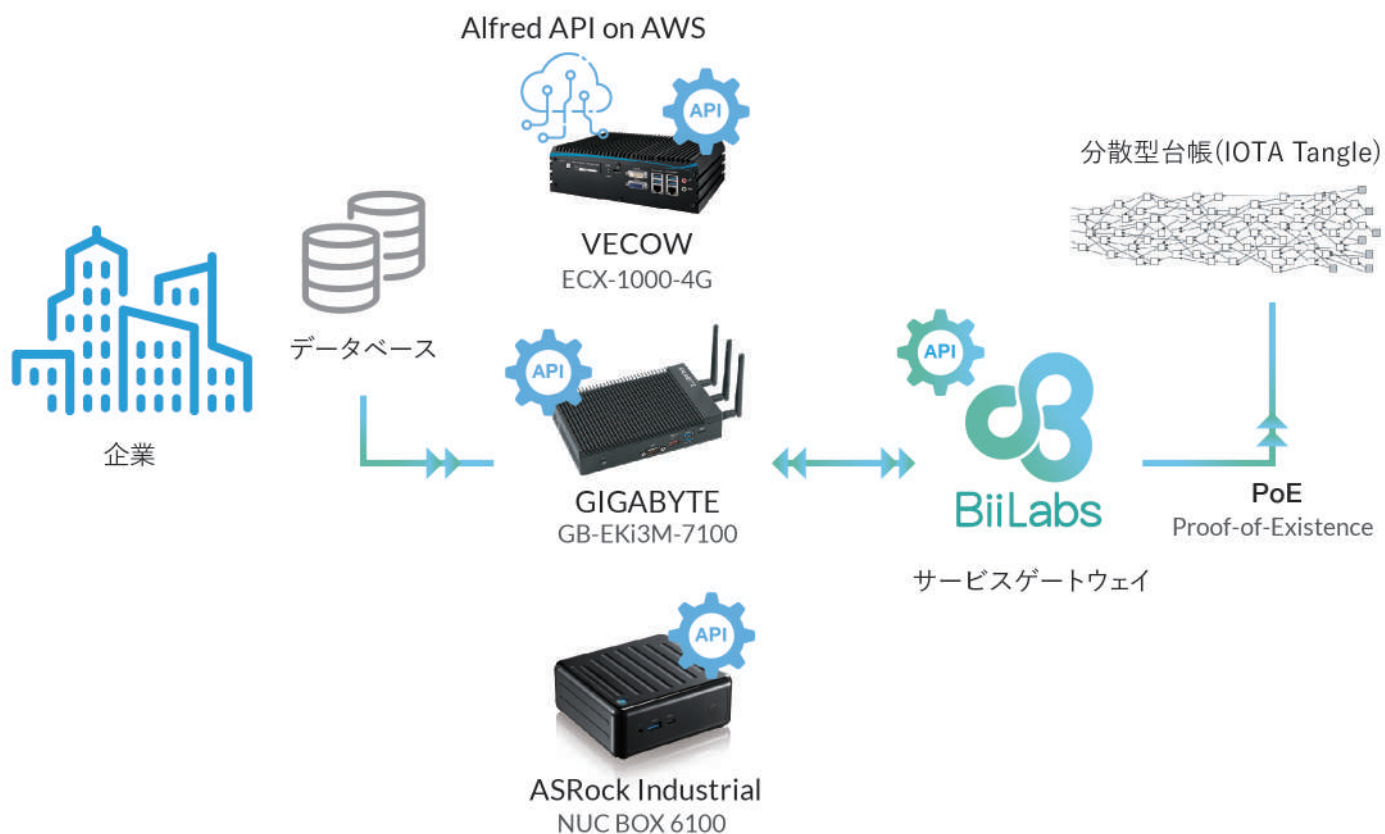 Alfred API on AWS
API
VECOW
ECX-1000-4G
企業
データベース
API
GIGABYTE
GB-EKi3M-7100
API
ASRock Industrial
NUC BOX 6100
API
BiiLabs
サービスゲートウェイ
分散型台帳(IOTA Tangle)
PoE
Proof-of-Existence